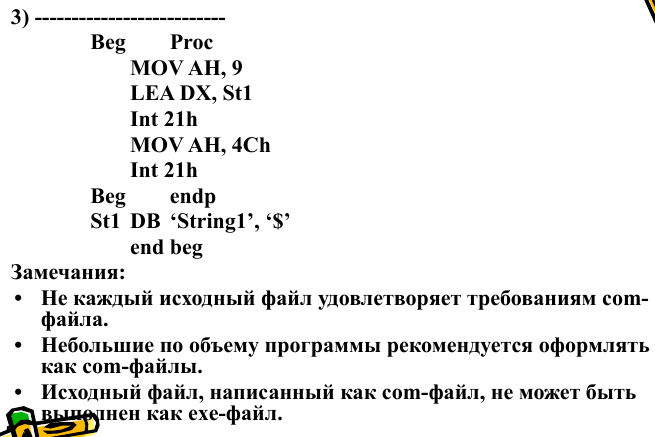 3) --------------------------
Beg Proc
MOV AH, 9
LEA DX, St1
Int 21h
MOV AH, 4Ch
Int 21h
Beg endp
St1 DB ‘String1’, ‘$’
end beg
Замечания:
• Не каждый исходный файл удовлетворяет требованиям com-
файла.
• Небольшие по объему программы рекомендуется оформлять
как com-файлы.
• Исходный файл, написанный как com-файл, не может быть
выполнен как exe-файл.